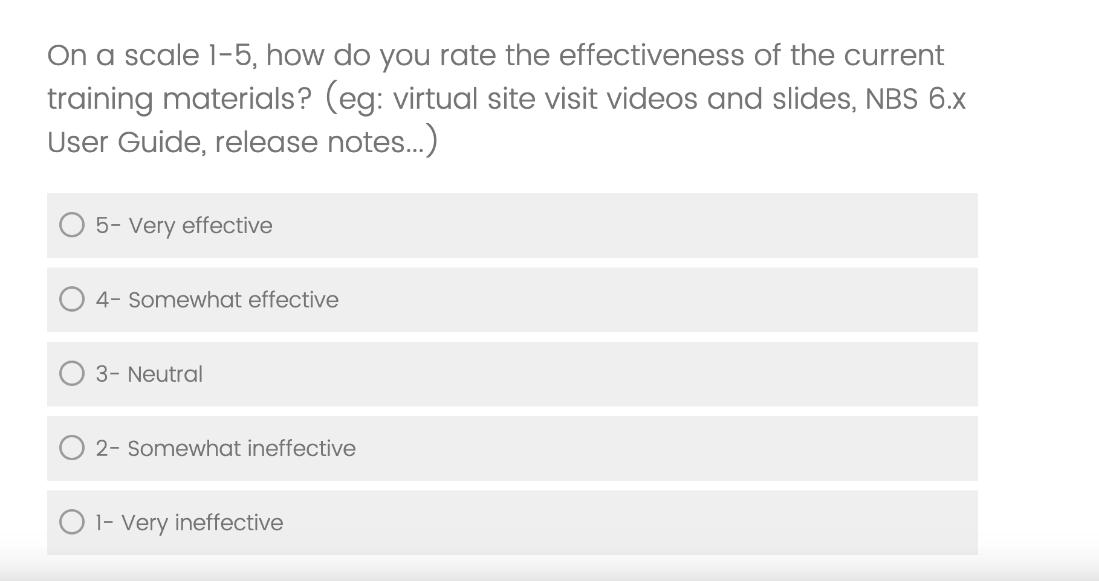 On a scale 1-5, how do you rate the effectiveness of the current
training materials? (eg: virtual site visit videos and slides, NBS 6.x
User Guide, release notes...)
5- Very effective
4- Somewhat effective
3- Neutral
2- Somewhat ineffective
1- Very ineffective